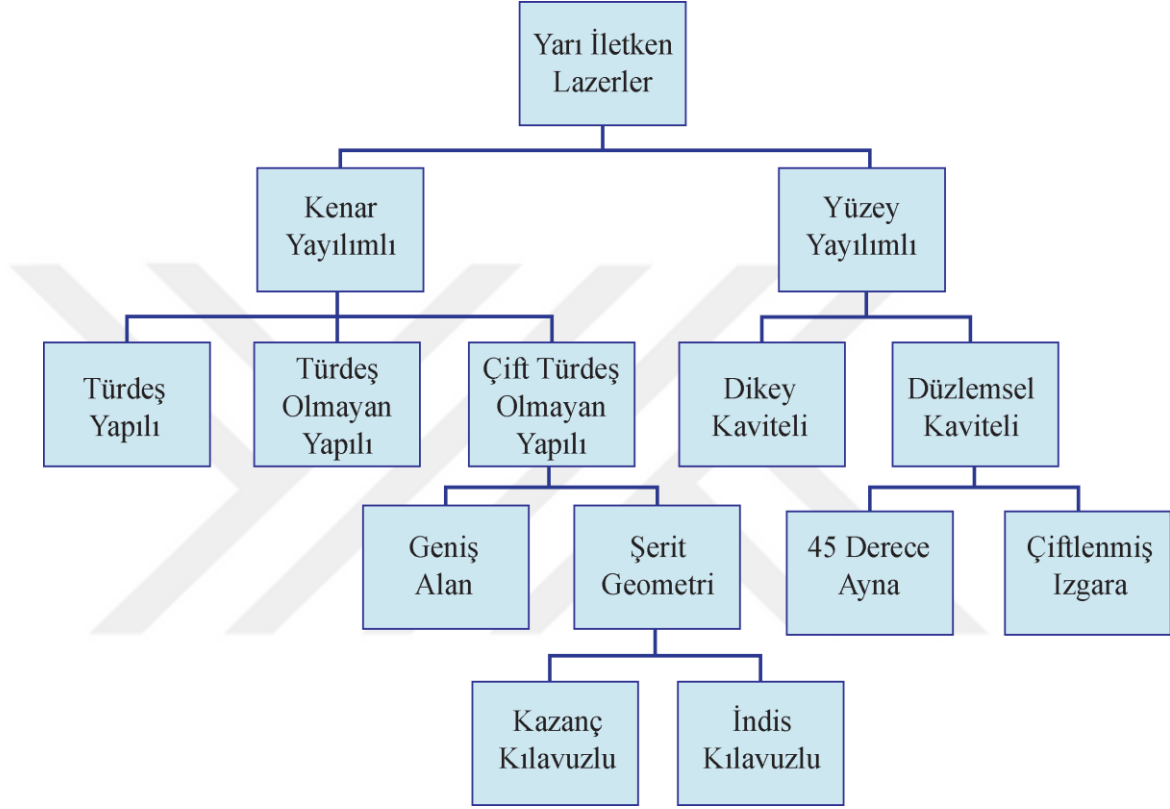 Yarı İletken
Lazerler
Kenar
Yayılımlı
Yüzey
Yayılımlı
Türdeş
Yapılı
Türdeş
Olmayan
Yapılı
Çift Türdeş
Olmayan
Yapılı
Dikey
Kaviteli
Düzlemsel
Kaviteli
Geniş
Alan
Şerit
Geometri
45 Derece
Ayna
Çiftlenmiş
Izgara
Kazanç
Kılavuzlu
İndis
Kılavuzlu